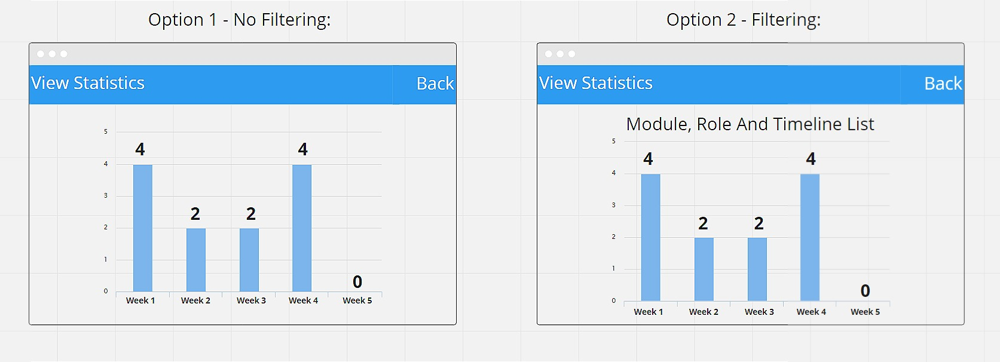 Option 1 - No Filtering:
View Statistics
Back
5
4
3
2
1
0
4
2
2
4
0
Week 1
Week 2
Week 3
Week 4
Week 5
Option 2 - Filtering:
View Statistics
Back
Module, Role And Timeline List
5
4
3
2
1
0
4
2
2
4
0
Week 1
Week 2
Week 3
Week 4
Week 5